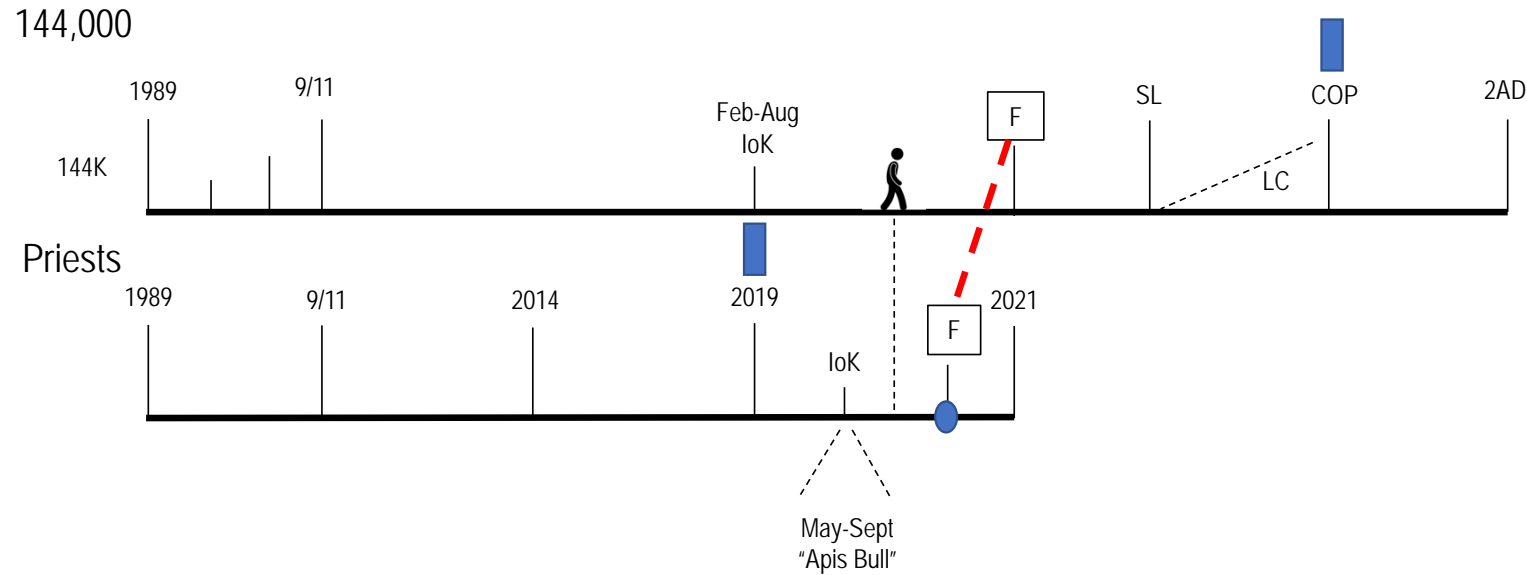 144,000
1989
9/11
Feb-Aug
IoK
F
SL
COP
2AD
144K
LC
Priests
1989
9/11
2014
2019
IoK
F
2021
May-Sept
“Apis Bull”